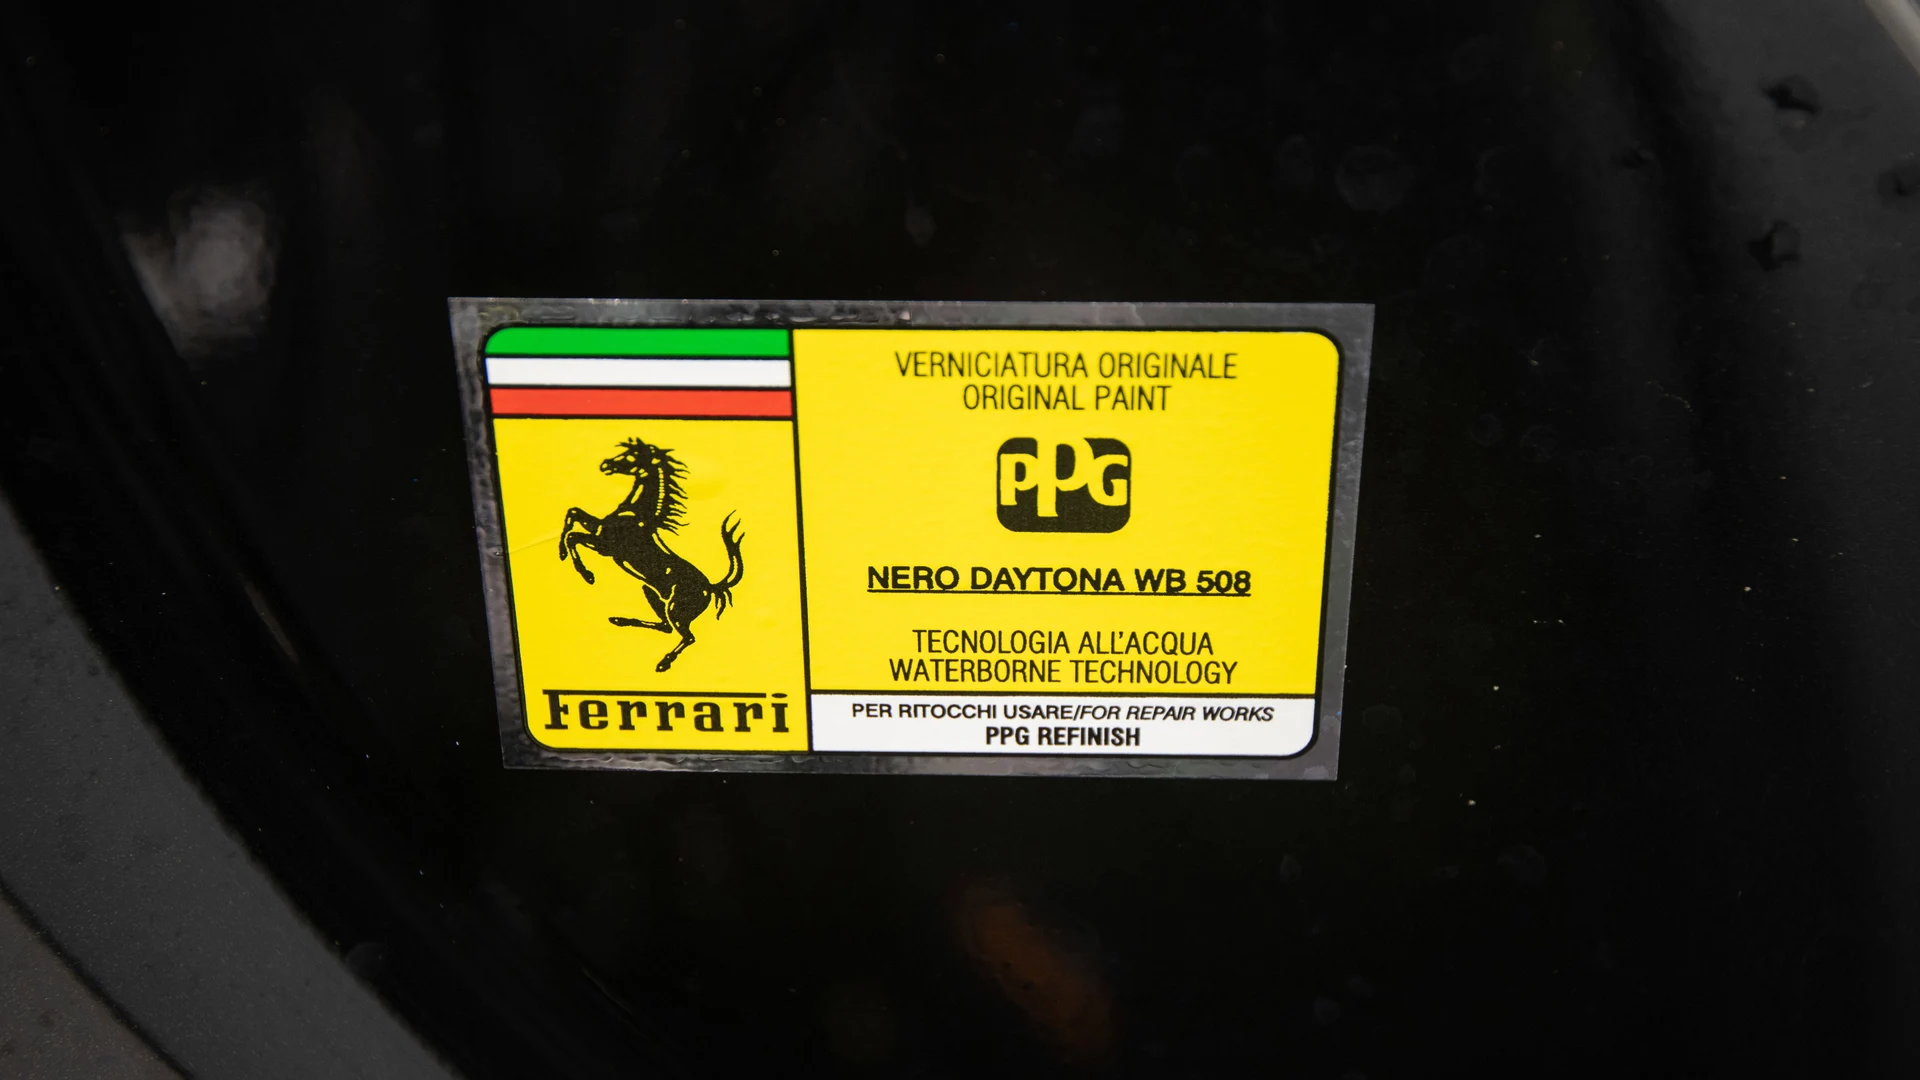 VERNICIATURA ORIGINALE
ORIGINAL PAINT
PPG
NERO DAYTONA WB 508
TECNOLOGIA ALL'ACQUA
WATERBORNE TECHNOLOGY
Ferrari
PER RITOCCHI USARE/FOR REPAIR WORKS
PPG REFINISH